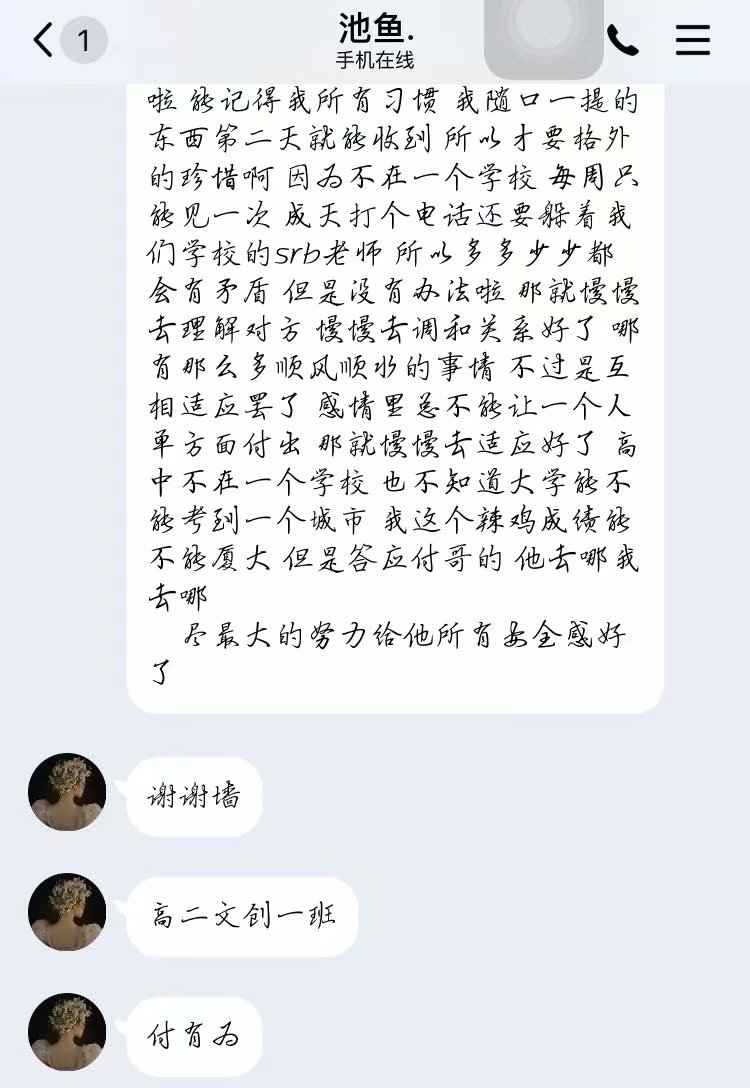 1
池鱼.
手机在线
啦 能记得我所有习惯 我随口一提的
东西第二天就能收到 所以才要格外
的珍惜啊 因为不在一个学校 每周只
能见一次 成天打个电话还要躲着我
们学校的srb老师 所以多多少少都
会有矛盾 但是没有办法啦 那就慢慢
去理解对方 慢慢去调和关系好了 哪
有那么多顺风顺水的事情 不过是互
相适应罢了 感情里总不能让一个人
单方面付出 那就慢慢去适应好了 高
中不在一个学校 也不知道大学能不
能考到一个城市 我这个辣鸡成绩能
不能厦大 但是答应付哥的 他去哪我
去哪
尽最大的努力给他所有安全感好
了
谢谢墙
高二文创一班
付有为